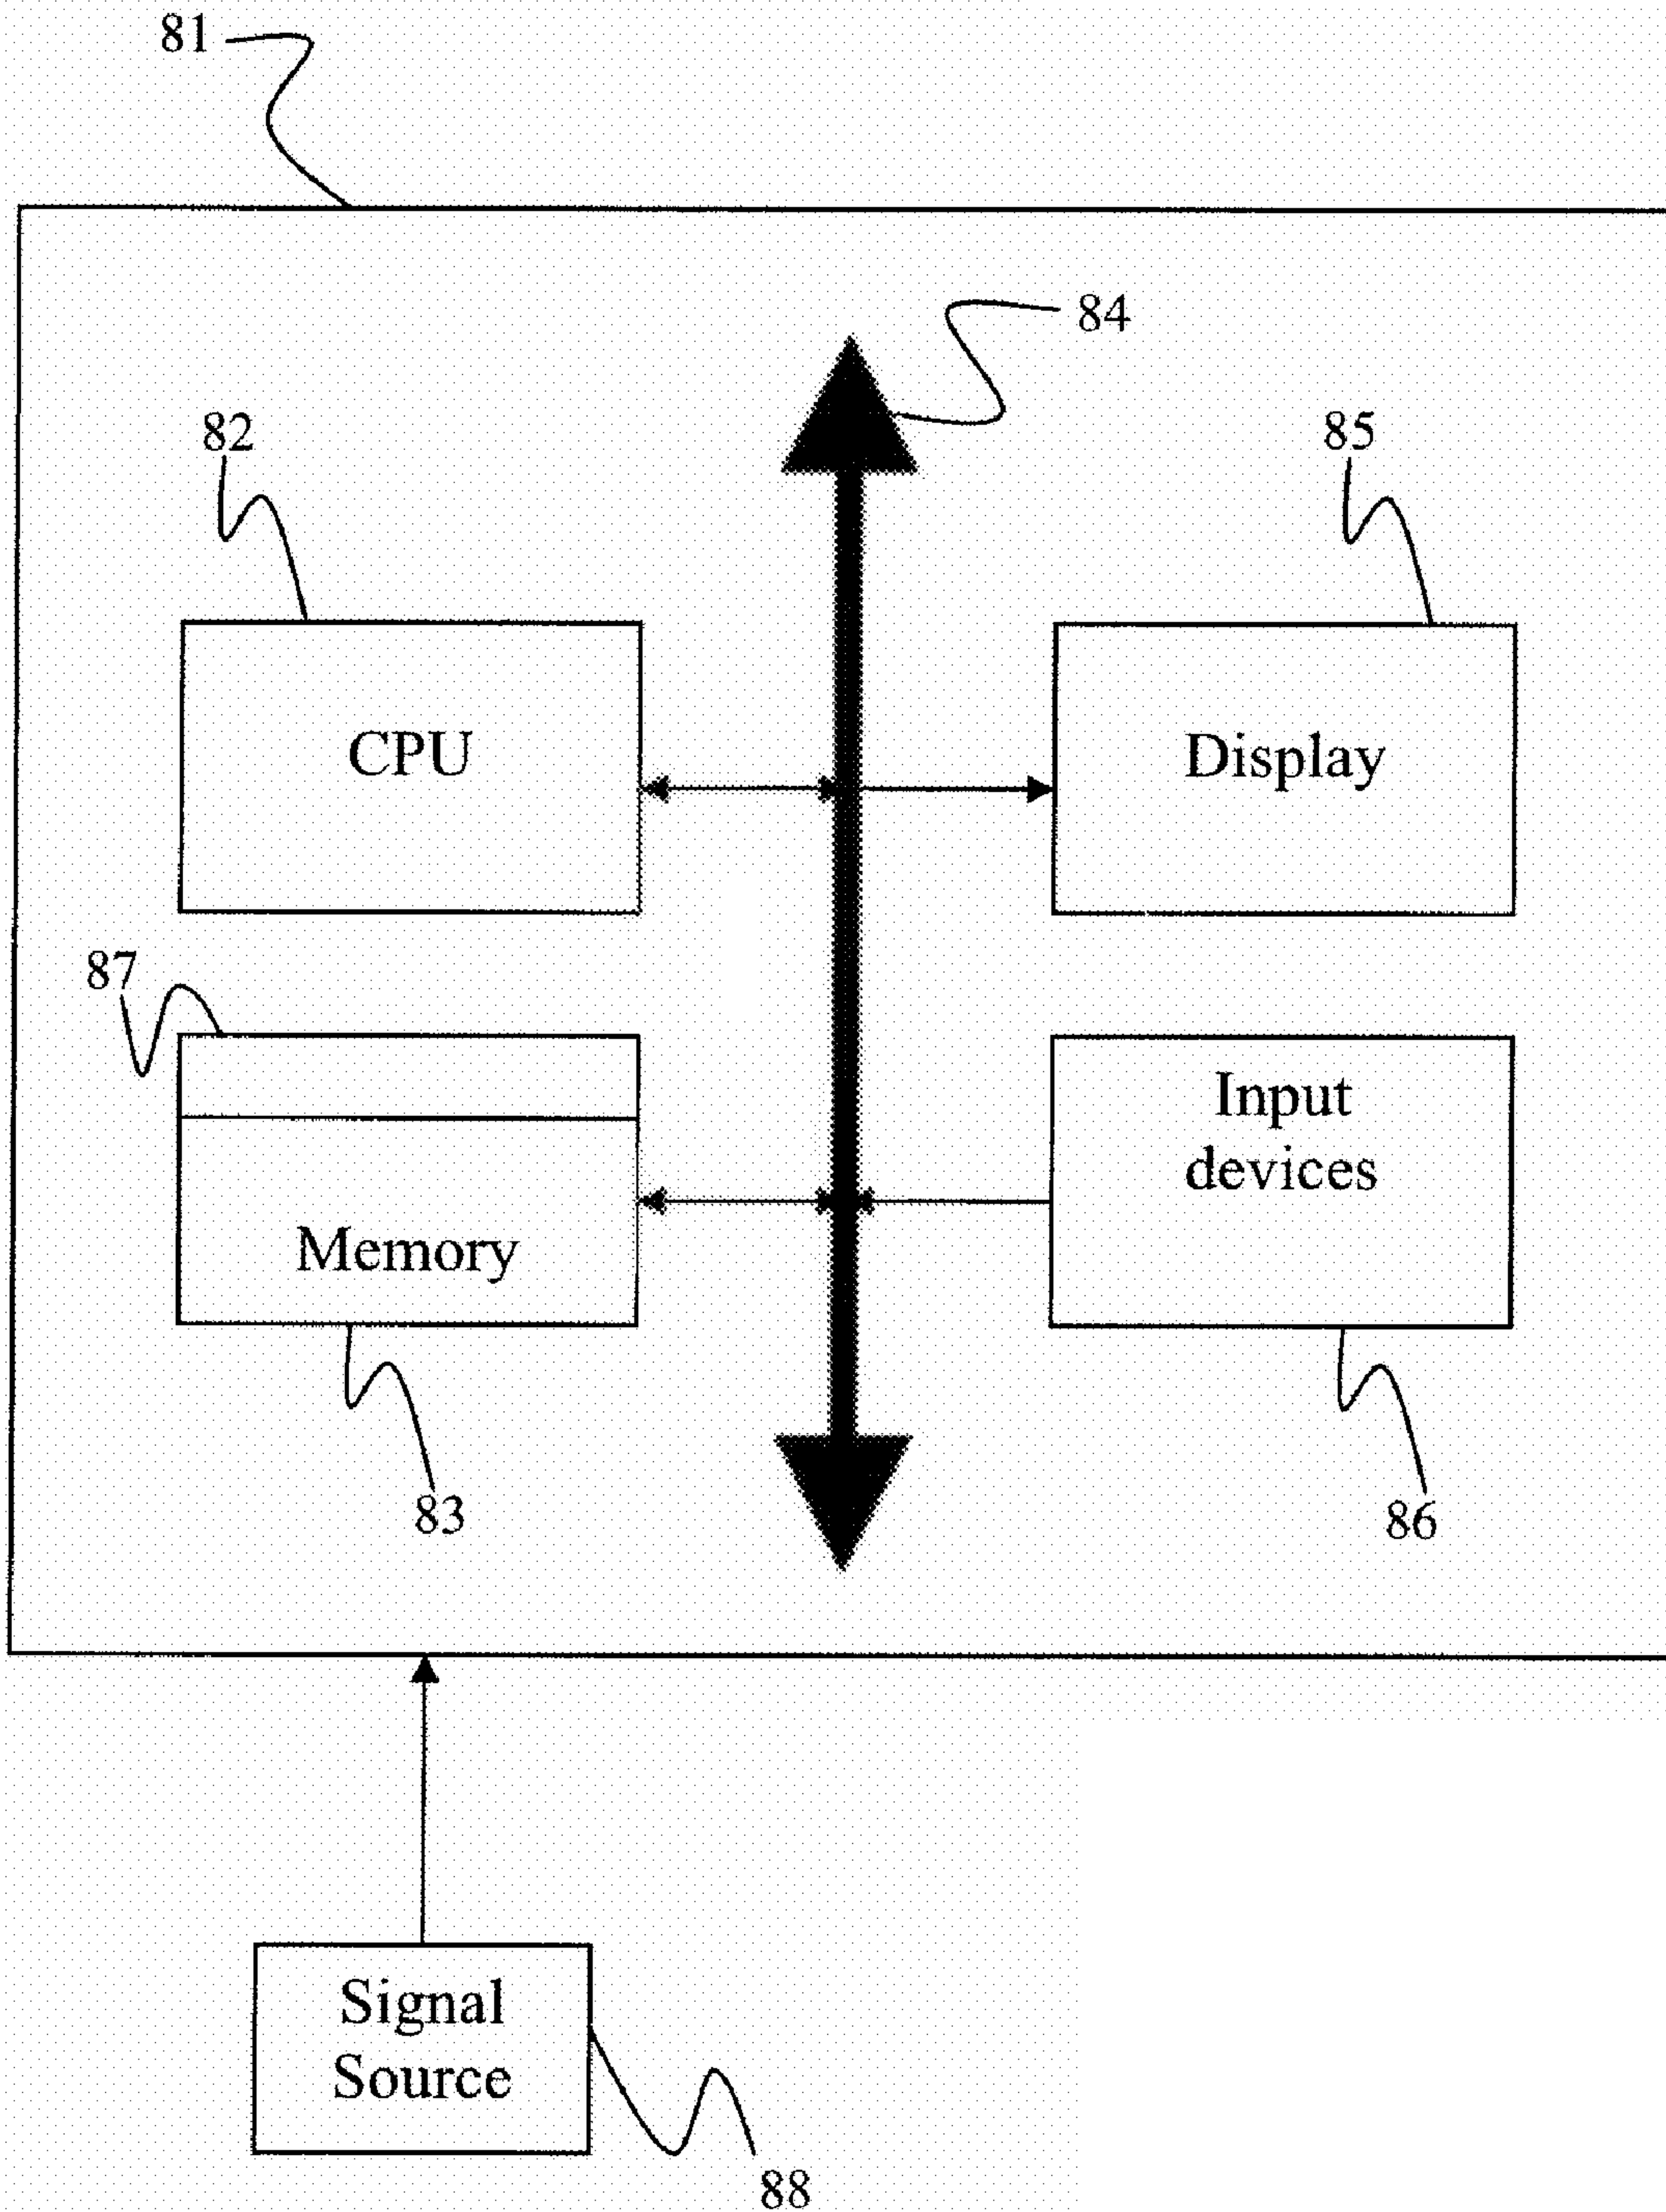 81
84
82
85
CPU
Display
87
Input
devices
Memory
83
86
Signal
Source
88